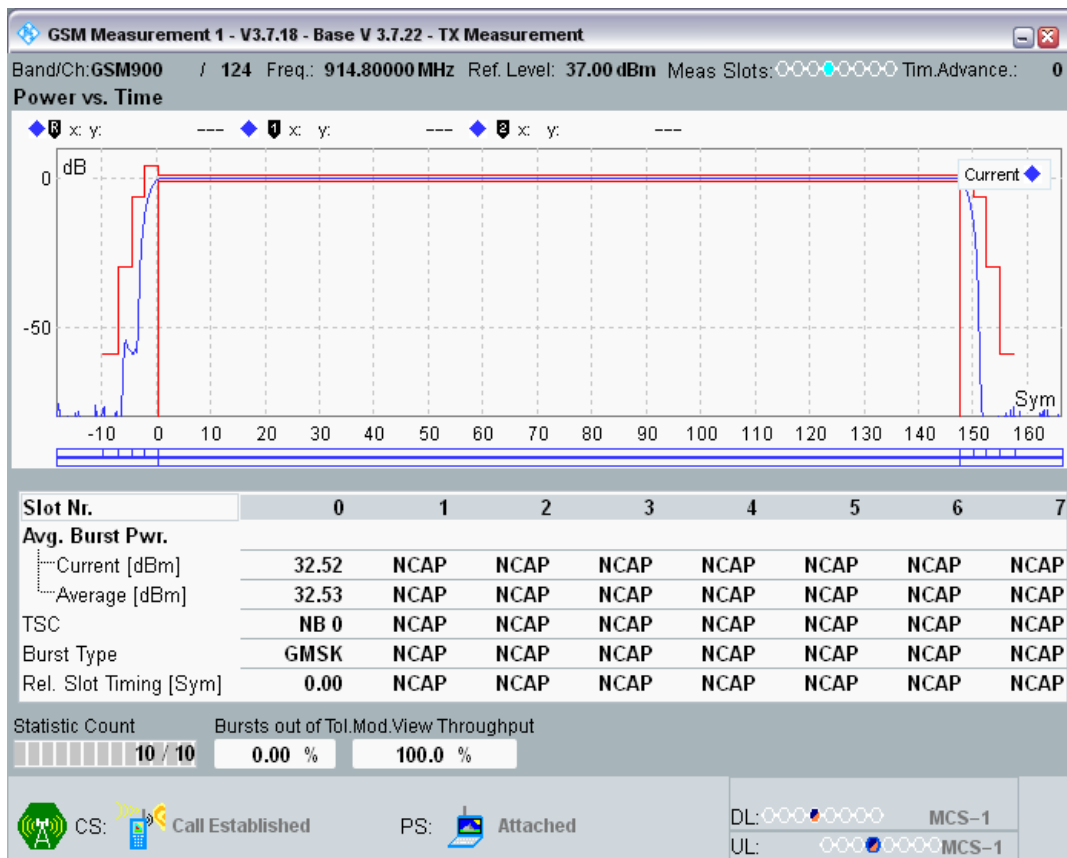 GSM Measurement 1 - V3.7.18 - Base V 3.7.22 - TX Measurement
Band/Ch:GSM900 / 124 Freq.: 914.80000 MHz Ref. Level: 37.00 dBm Meas Slots: Tim.Advance.: 0
Power vs. Time
R x: y: --- 1 x: y: --- 2 x: y: ---
dB
Current
0
-50
Sym
-10 0 10 20 30 40 50 60 70 80 90 100 110 120 130 140 150 160
Slot Nr. 0 1 2 3 4 5 6 7
Avg. Burst Pwr.
Current [dBm] 32.52 NCAP NCAP NCAP NCAP NCAP NCAP NCAP
Average [dBm] 32.53 NCAP NCAP NCAP NCAP NCAP NCAP NCAP
TSC NB 0 NCAP NCAP NCAP NCAP NCAP NCAP NCAP
Burst Type GMSK NCAP NCAP NCAP NCAP NCAP NCAP NCAP
Rel. Slot Timing [Sym] 0.00 NCAP NCAP NCAP NCAP NCAP NCAP NCAP
Statistic Count Bursts out of Tol. Mod.View Throughput
10 / 10 0.00 % 100.0 %
CS: Call Established PS: Attached
DL: MCS-1
UL: MCS-1